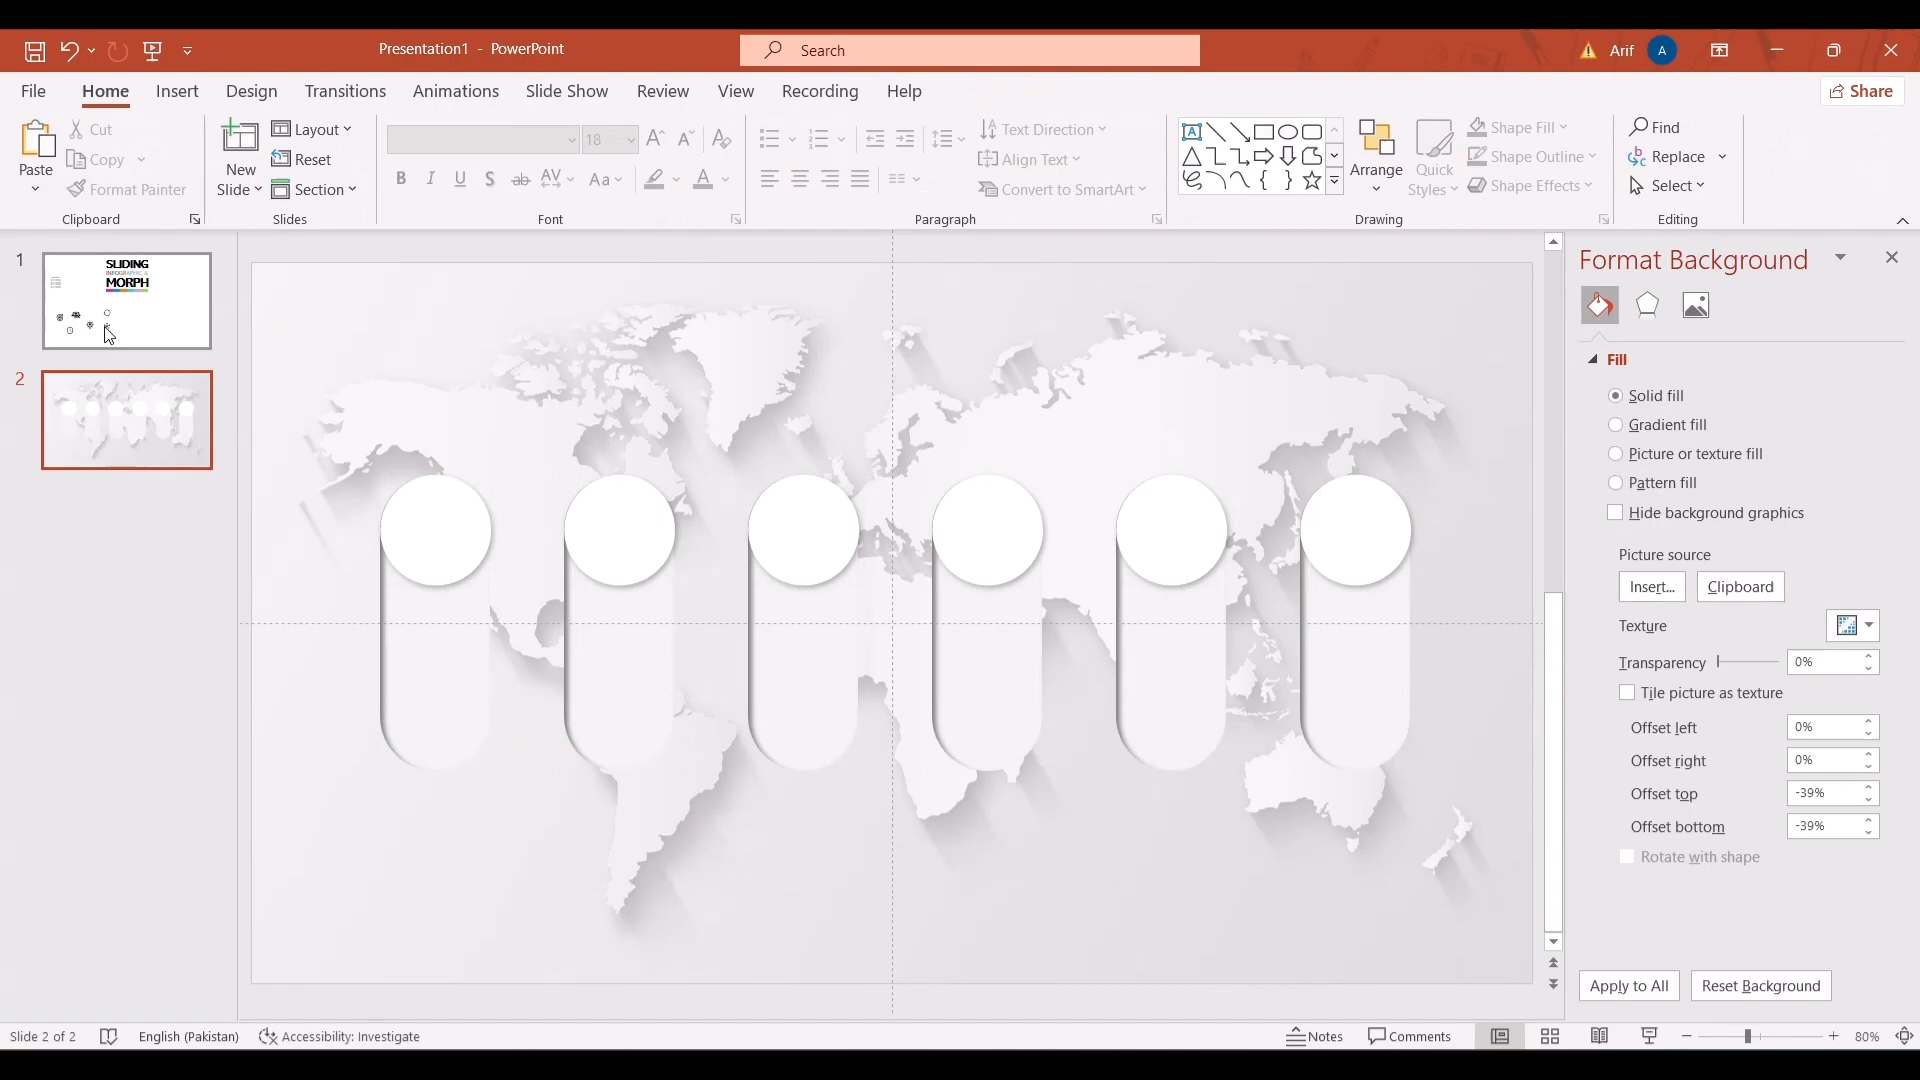 Presentation1 - PowerPoint
Search
Arif
A
File
Home
Insert
Design
Transitions
Animations
Slide Show
Review
View
Recording
Help
Share
Paste
Cut
Copy
Format Painter
Clipboard
New
Slide
Layout
Reset
Section
Slides
18
Font
Text Direction
Align Text
Convert to SmartArt
Paragraph
Arrange
Quick
Styles
Shape Fill
Shape Outline
Shape Effects
Drawing
Find
Replace
Select
Editing
1
SLIDING
INFOGRAPHIC &
MORPH
2
Format Background
Fill
Solid fill
Gradient fill
Picture or texture fill
Pattern fill
Hide background graphics
Picture source
Insert...
Clipboard
Texture
Transparency
0%
Tile picture as texture
Offset left
0%
Offset right
0%
Offset top
-39%
Offset bottom
-39%
Rotate with shape
Apply to All
Reset Background
Slide 2 of 2
English (Pakistan)
Accessibility: Investigate
Notes
Comments
80%